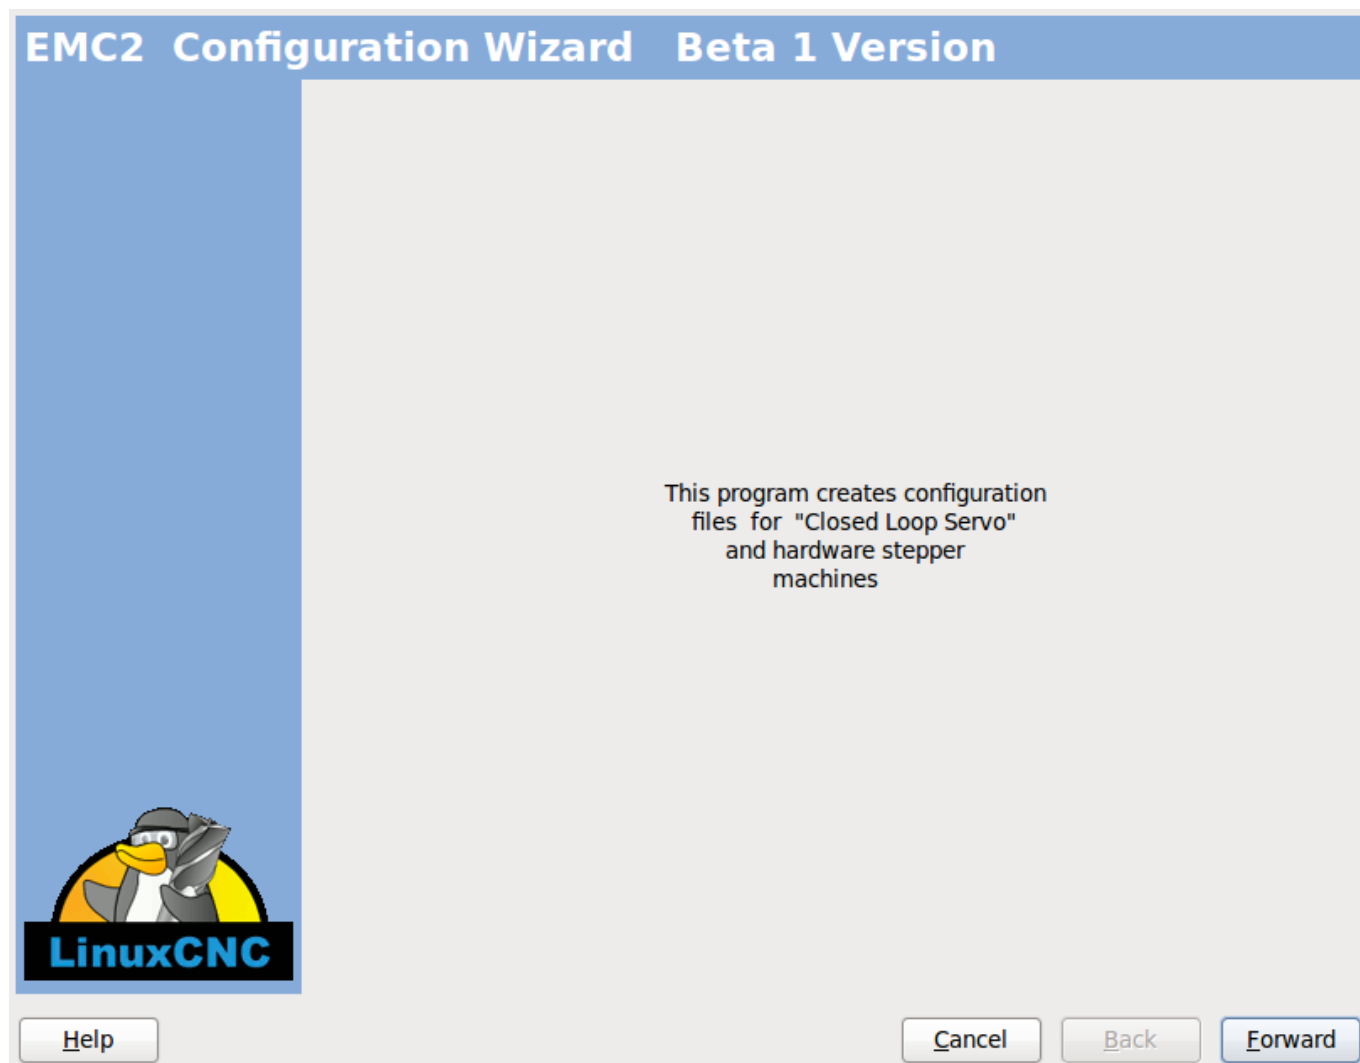 EMC2  Configuration Wizard   Beta 1 Version
This program creates configuration
files  for  "Closed Loop Servo"
and hardware stepper
machines
LinuxCNC
Help
Cancel
Back
Forward